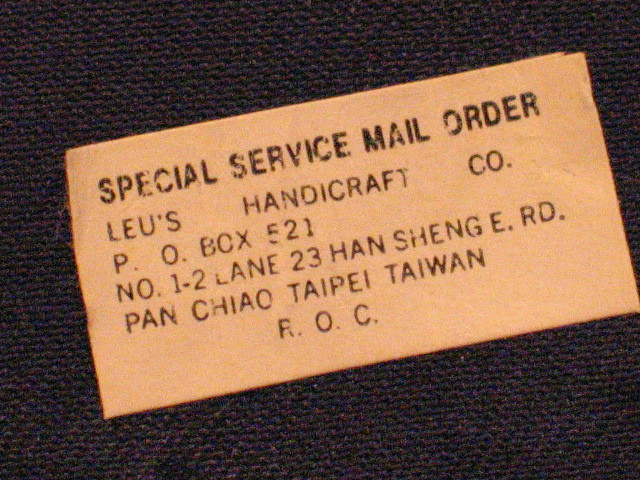 SPECIAL SERVICE MAIL ORDER
LEU'S HANDICRAFT CO.
P. O. BOX 521
NO. 1-2 LANE 23 HAN SHENG E. RD.
PAN CHIAO TAIPEI TAIWAN
R. O. C.